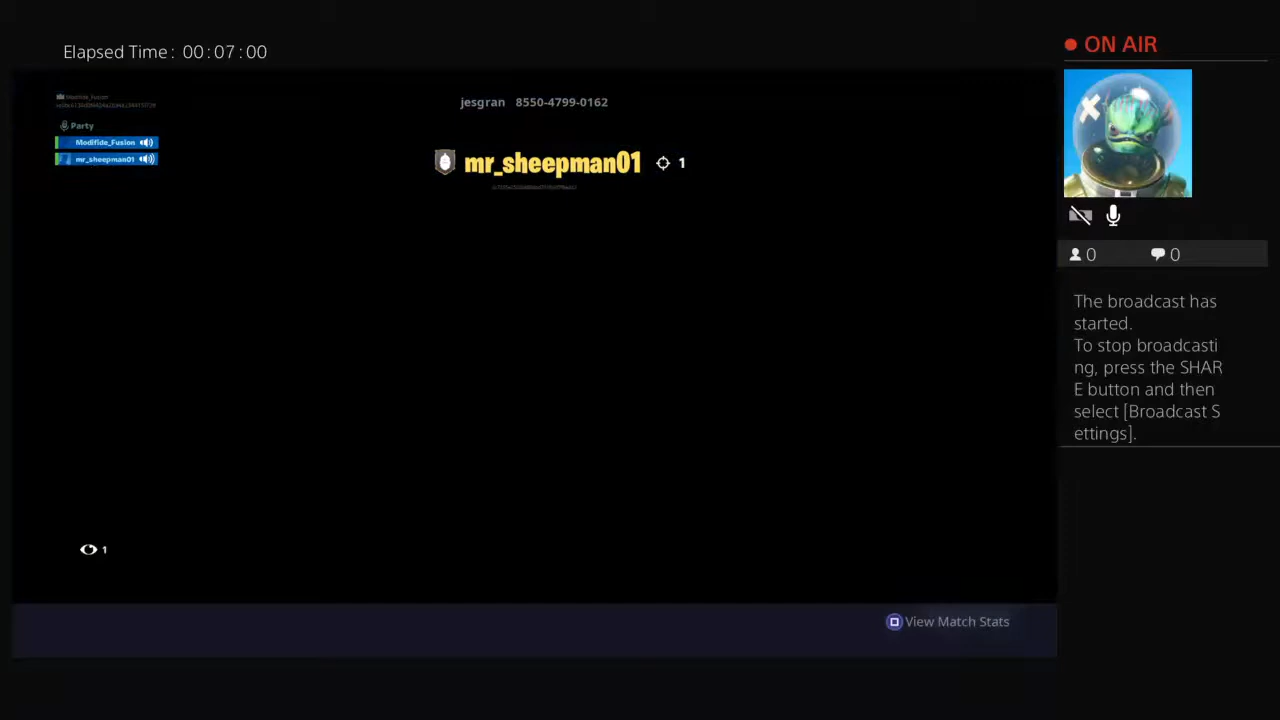 Elapsed Time: 00:07:00
ON AIR
jesgran 8550-4799-0162
Party
Modifide_Fusion
mr_sheepman01
mr_sheepman01 1
0 0
The broadcast has
started.
To stop broadcasti
ng, press the SHAR
E button and then
select [Broadcast S
ettings].
1
View Match Stats